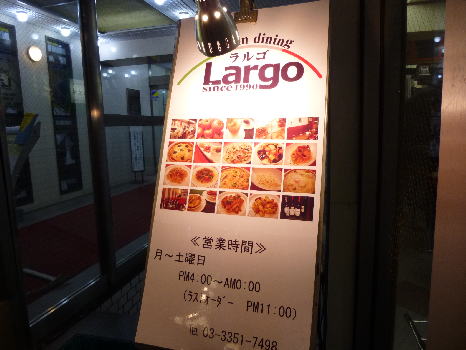 n dining
ラルゴ
Largo
since 1990
≪営業時間≫
月～土曜日
PM4:00～AM0:00
(ラストオーダー PM11:00)
℡ 03-3351-7498